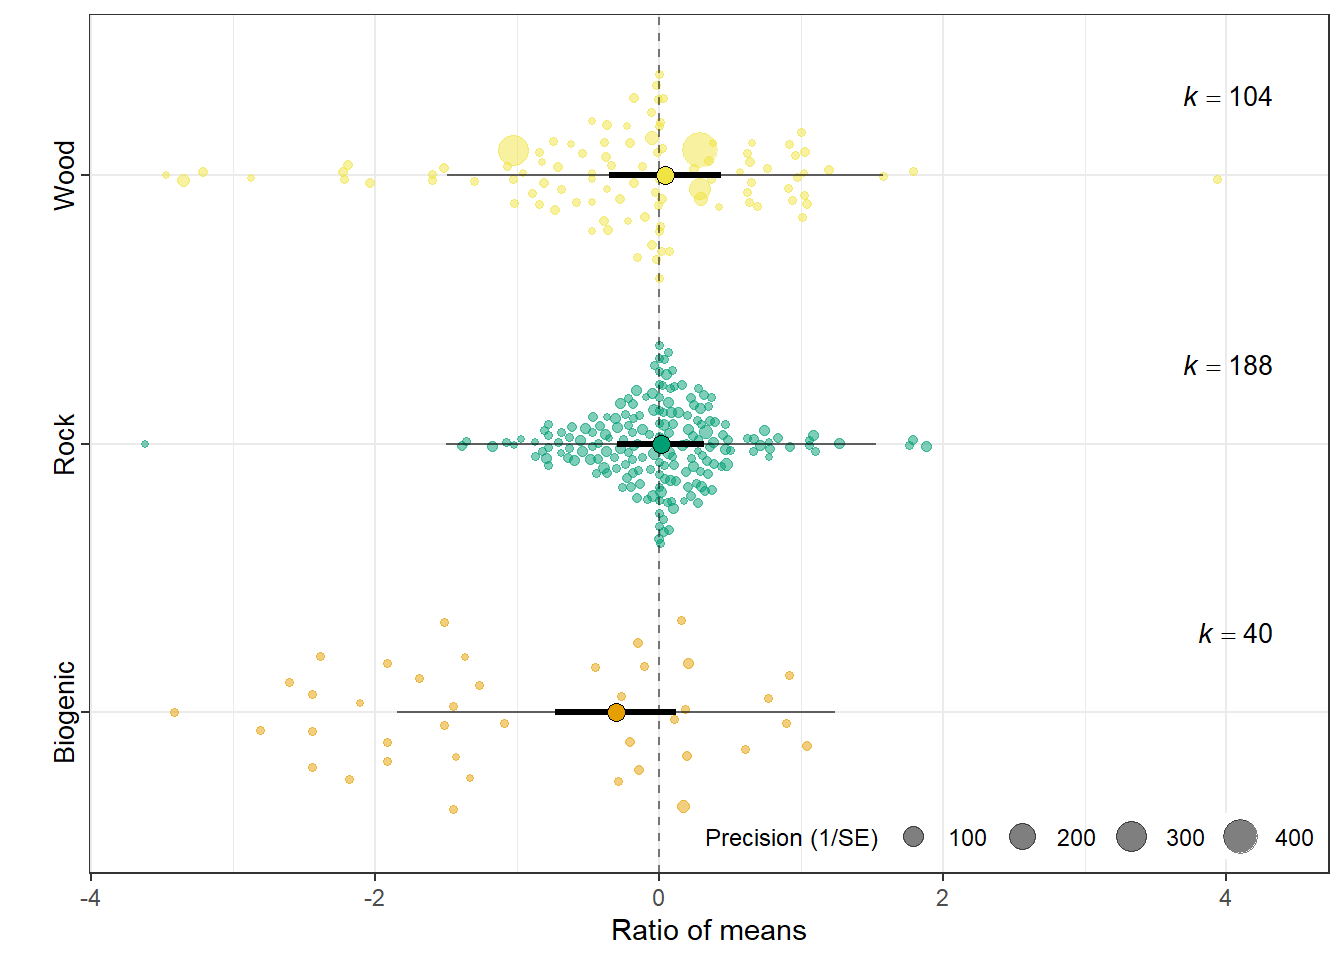 Wood
k = 104
Rock
k = 188
Biogenic
k = 40
Precision (1/SE) 100 200 300 400
-4 -2 0 2 4
Ratio of means